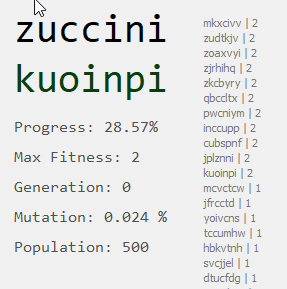 zuccini
kuoinpi
Progress: 28.57%
Max Fitness: 2
Generation: 0
Mutation: 0.024 %
Population: 500
mkxcivv | 2
zudtkjv | 2
zoaxvyi | 2
zjrhihq | 2
zkcbyry | 2
qbccltx | 2
pwcniym | 2
inccupp | 2
cubspnf | 2
jplznni | 2
kuoinpi | 2
mcvctcw | 1
jfrcctd | 1
yoivcns | 1
tccumhw | 1
hbkvtnh | 1
svcjjel | 1
dtucfdg | 1